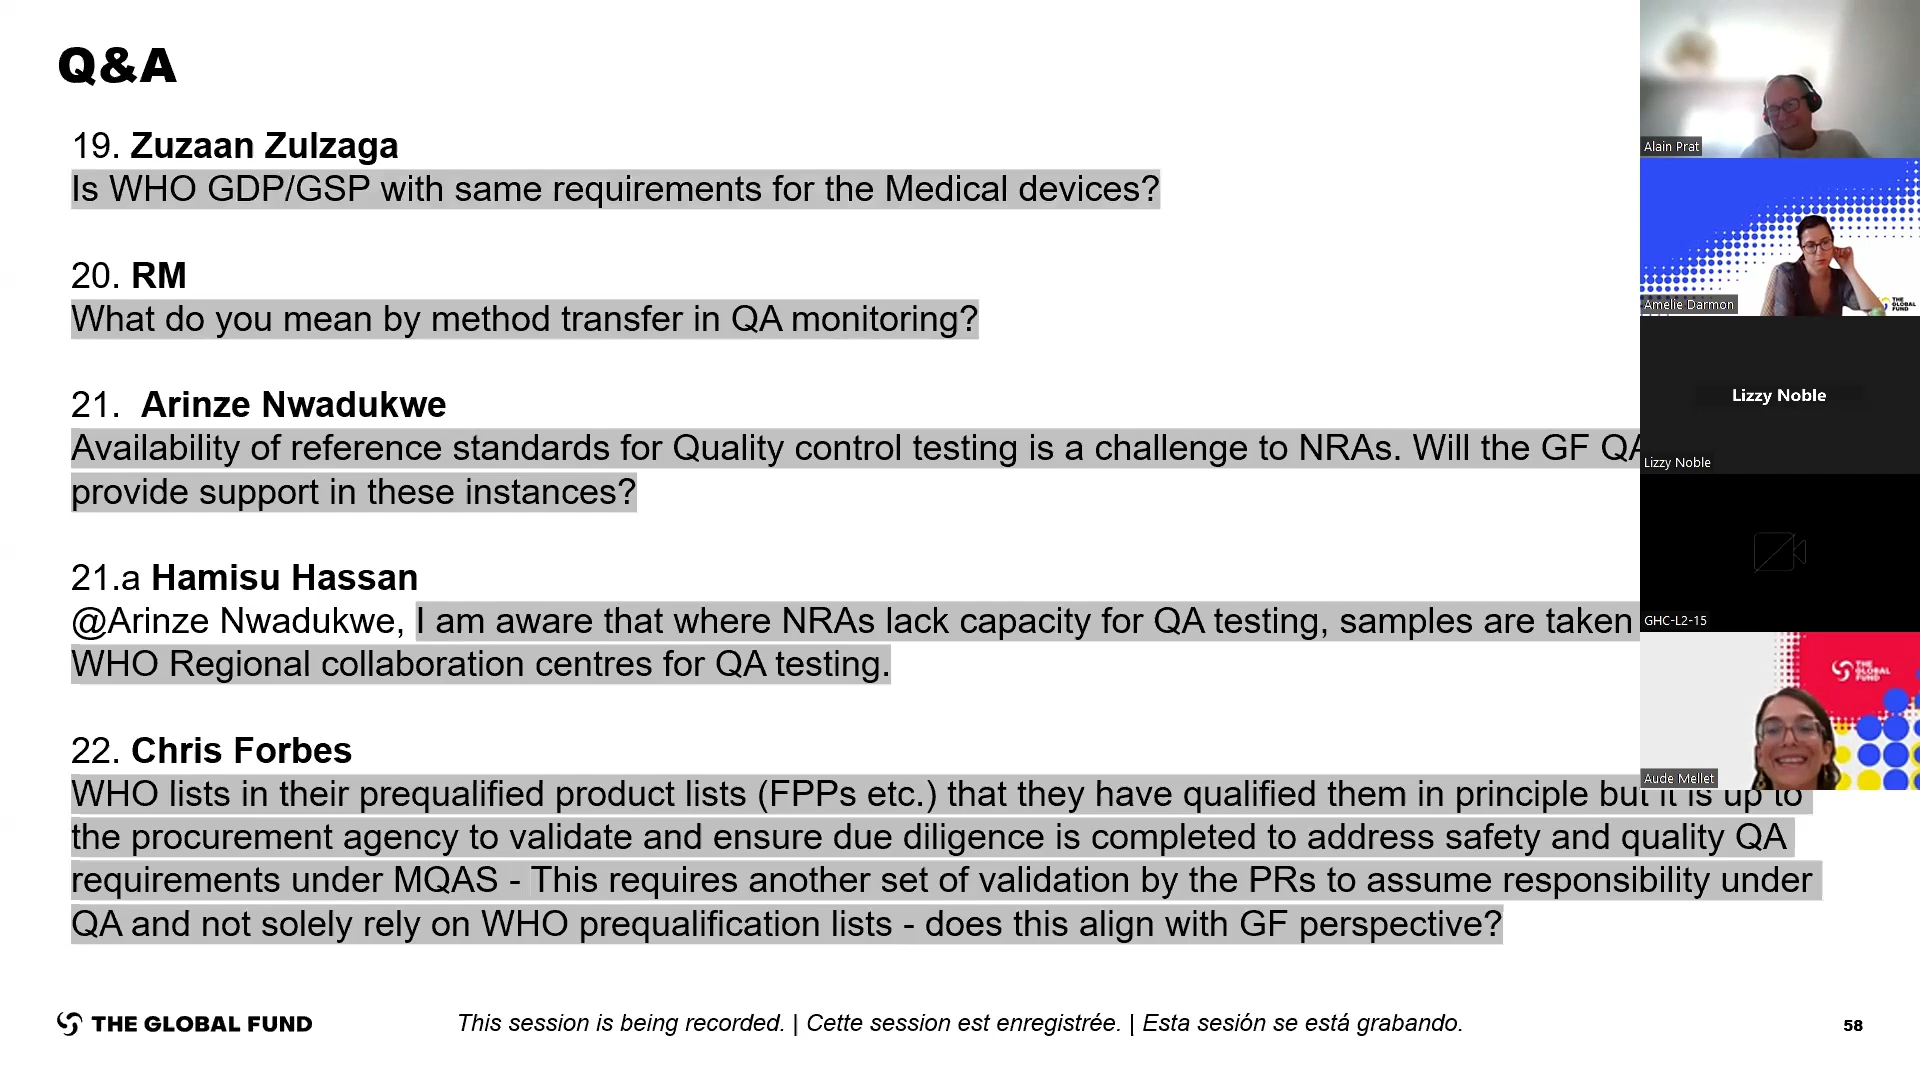 Q&A
19. Zuzaan Zulzaga
Is WHO GDP/GSP with same requirements for the Medical devices?
20. RM
What do you mean by method transfer in QA monitoring?
21. Arinze Nwadukwe
Availability of reference standards for Quality control testing is a challenge to NRAs. Will the GF QA
provide support in these instances?
21.a Hamisu Hassan
@Arinze Nwadukwe, I am aware that where NRAs lack capacity for QA testing, samples are taken
WHO Regional collaboration centres for QA testing.
22. Chris Forbes
WHO lists in their prequalified product lists (FPPs etc.) that they have qualified them in principle but it is up to
the procurement agency to validate and ensure due diligence is completed to address safety and quality QA
requirements under MQAS - This requires another set of validation by the PRs to assume responsibility under
QA and not solely rely on WHO prequalification lists - does this align with GF perspective?
THE GLOBAL FUND
This session is being recorded. | Cette session est enregistrée. | Esta sesión se está grabando.
58
Alain Prat
THE
GLOBAL
FUND
Amélie Darmon
Lizzy Noble
Lizzy Noble
GHC-L2-15
THE
GLOBAL
FUND
Aude Mellet